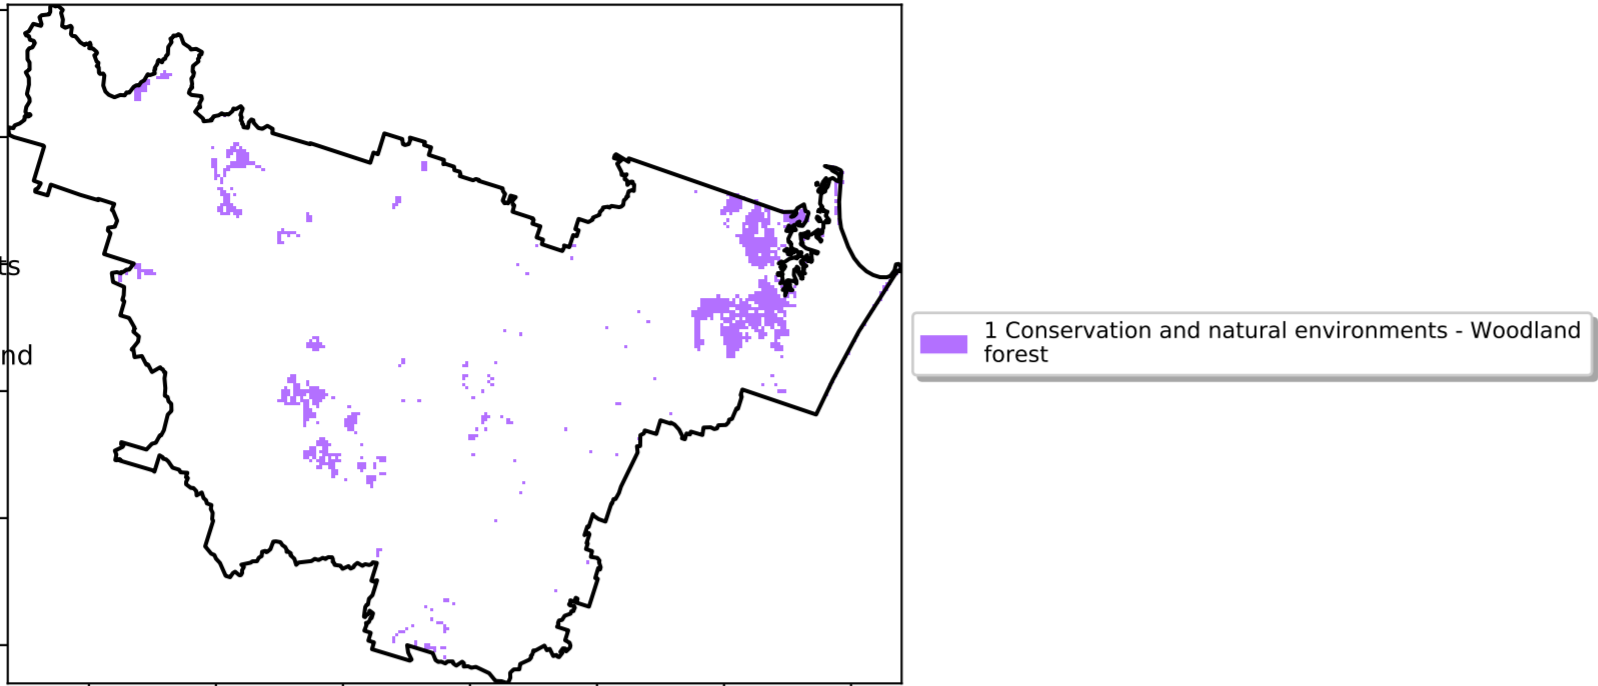 ts
1 Conservation and natural environments - Woodland
forest
nd